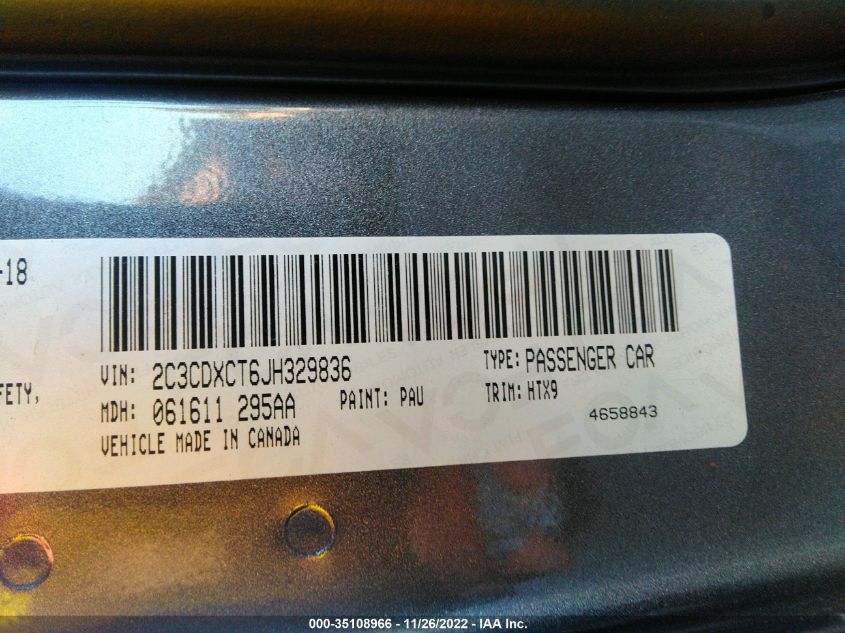 -18
VIN: 2C3CDXCT6JH329836 TYPE: PASSENGER CAR
FETY,
MDH: 061611 295AA PAINT: PAU TRIM: HTX9
4658843
VEHICLE MADE IN CANADA
000-35108966 - 11/26/2022 - IAA Inc.